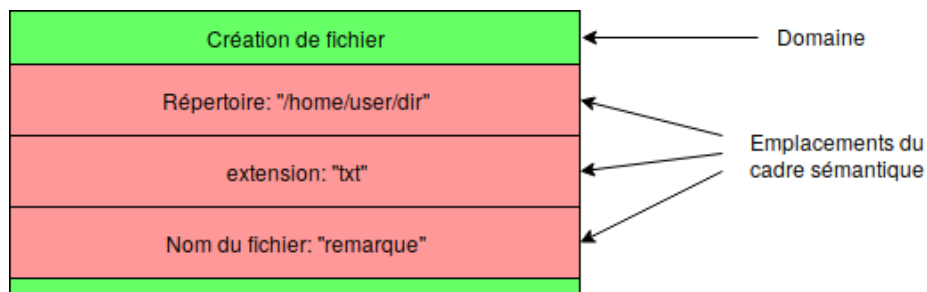 Création de fichier
Domaine
Répertoire: "/home/user/dir"
extension: "txt"
Emplacements du
cadre sémantique
Nom du fichier: "remarque"